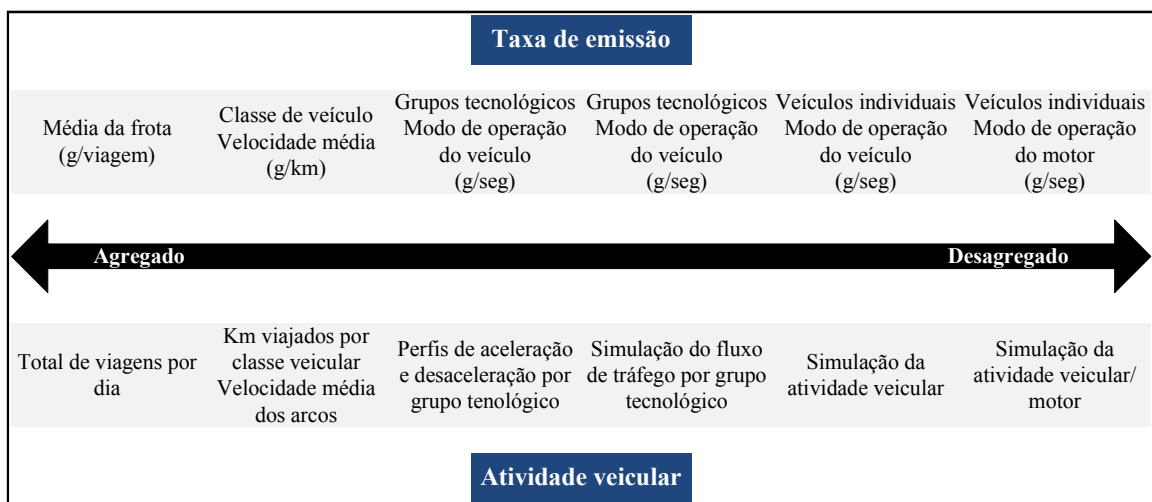 Taxa de emissão
Média da frota
(g/viagem)
Classe de veículo
Velocidade média
(g/km)
Grupos tecnológicos
Modo de operação
do veículo
(g/seg)
Grupos tecnológicos
Modo de operação
do veículo
(g/seg)
Veículos individuais
Modo de operação
do veículo
(g/seg)
Veículos individuais
Modo de operação
do motor
(g/seg)
Agregado
Desagregado
Total de viagens por
dia
Km viajados por
classe veicular
Velocidade média
dos arcos
Perfis de aceleração
e desaceleração por
grupo tenológico
Simulação do fluxo
de tráfego por grupo
tecnológico
Simulação da
atividade veicular
Simulação da
atividade veicular/
motor
Atividade veicular